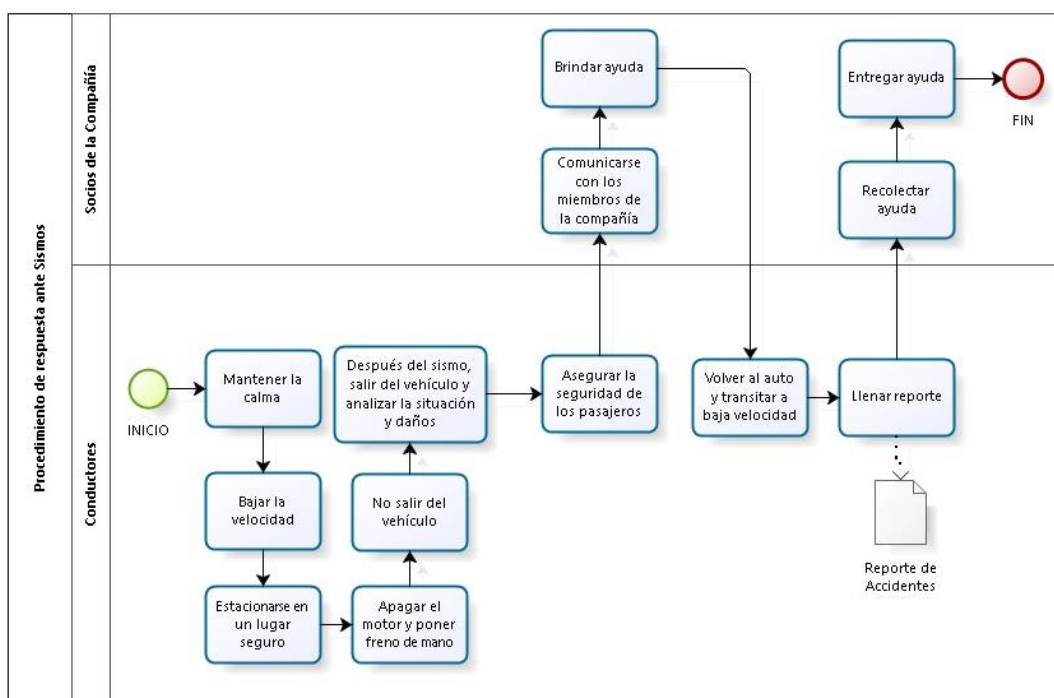 Procedimiento de respuesta ante Sismos
Socios de la Compañía
Brindar ayuda
Comunicarse
con los
miembros de
la compañía
Entregar ayuda
FIN
Recolectar
ayuda
Conductores
INICIO
Mantener la
calma
Bajar la
velocidad
Estacionarse en
un lugar
seguro
Apagar el
motor y poner
freno de mano
No salir del
vehículo
Después del sismo,
salir del vehículo y
analizar la situación
y daños
Asegurar la
seguridad de
los pasajeros
Volver al auto
y transitar a
baja velocidad
Llenar reporte
Reporte de
Accidentes